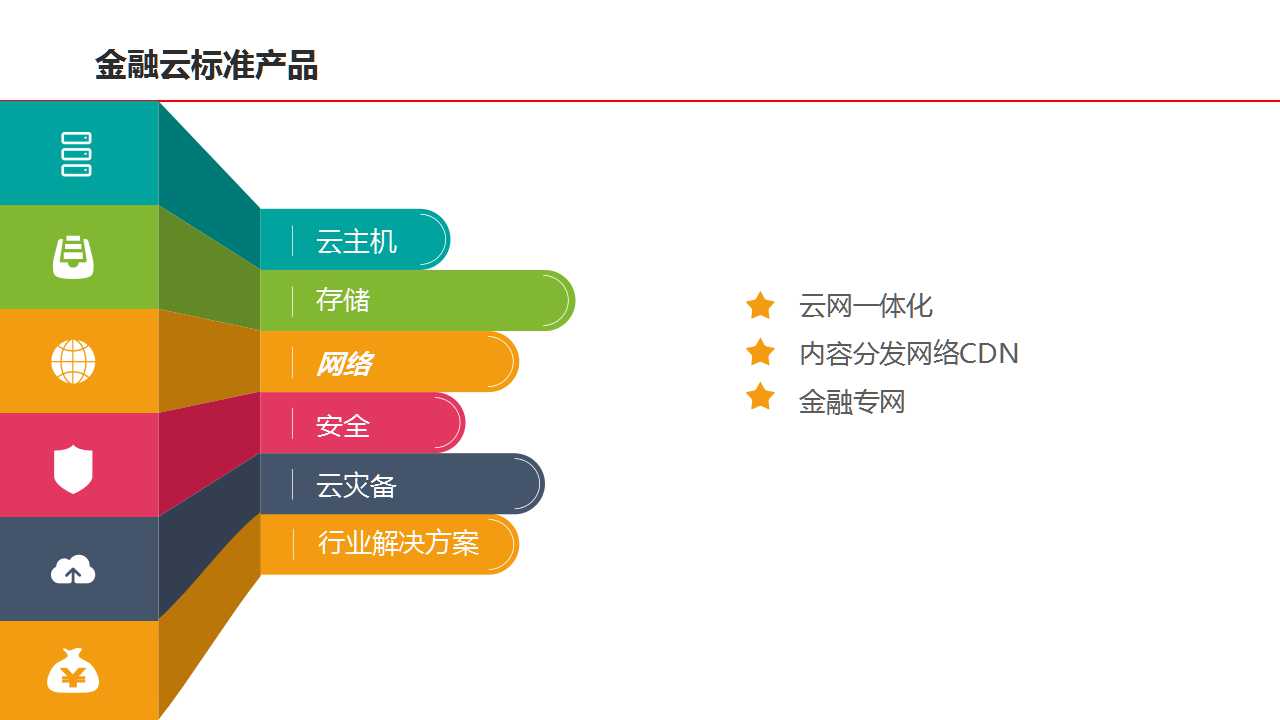 金融云标准产品
云主机
存储
网络
安全
云灾备
行业解决方案
云网一体化
内容分发网络CDN
金融专网